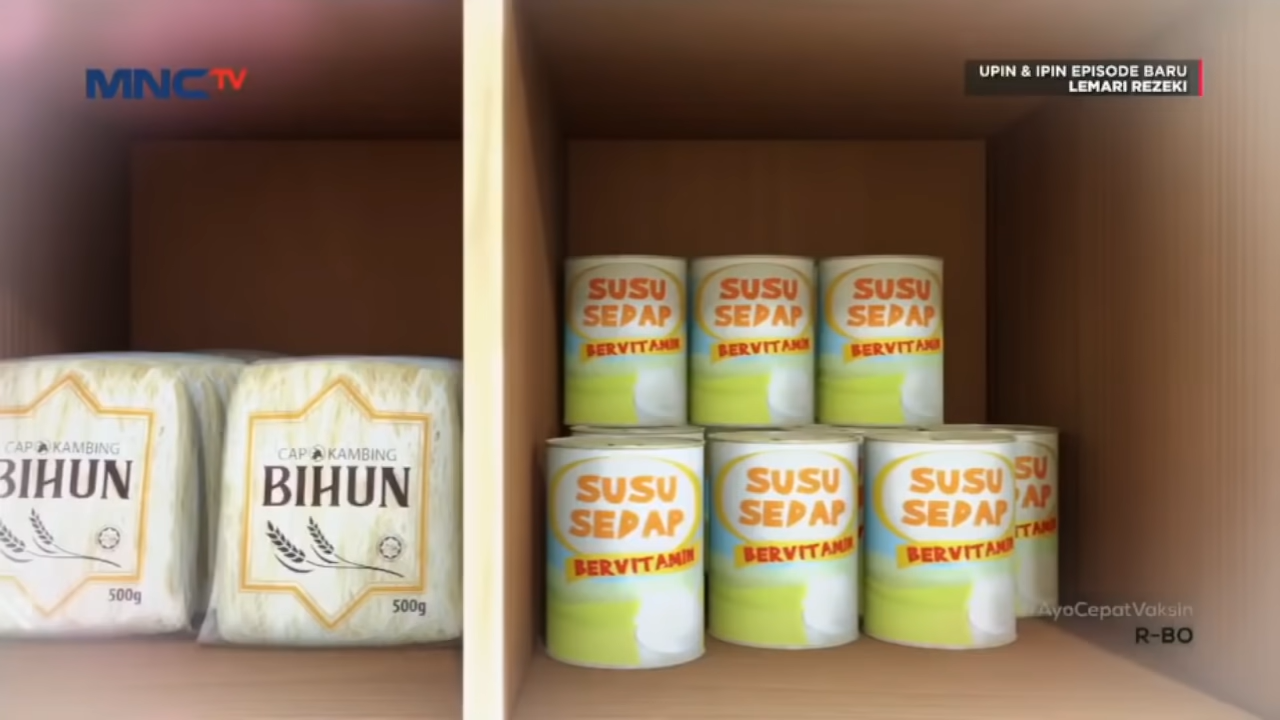 MNCTV
UPIN & IPIN EPISODE BARU
LEMARI REZEKI
SUSU
SEDAP
BERVITAMIN
SUSU
SEDAP
BERVITAMIN
SUSU
SEDAP
BERVITAMIN
CAP KAMBING
BIHUN
500g
CAP KAMBING
BIHUN
500g
SUSU
SEDAP
BERVITAMIN
SUSU
SEDAP
BERVITAMIN
SUSU
SEDAP
BERVITAMIN
AyoCepatVaksin
R-BO